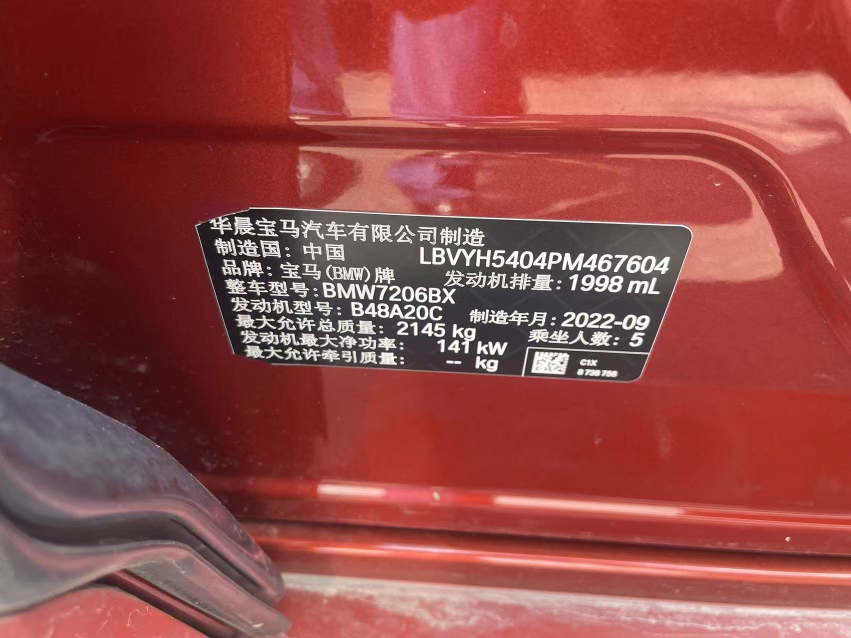 华晨宝马汽车有限公司制造
制造国: 中国 LBVYH5404PM467604
品牌: 宝马(BMW)牌 发动机排量: 1998 mL
整车型号: BMW7206BX
发动机型号: B48A20C 制造年月: 2022-09
最大允许总质量: 2145 kg 乘坐人数: 5
发动机最大净功率: 141 kW
最大允许牵引质量: -- kg
C1X
8 738 756